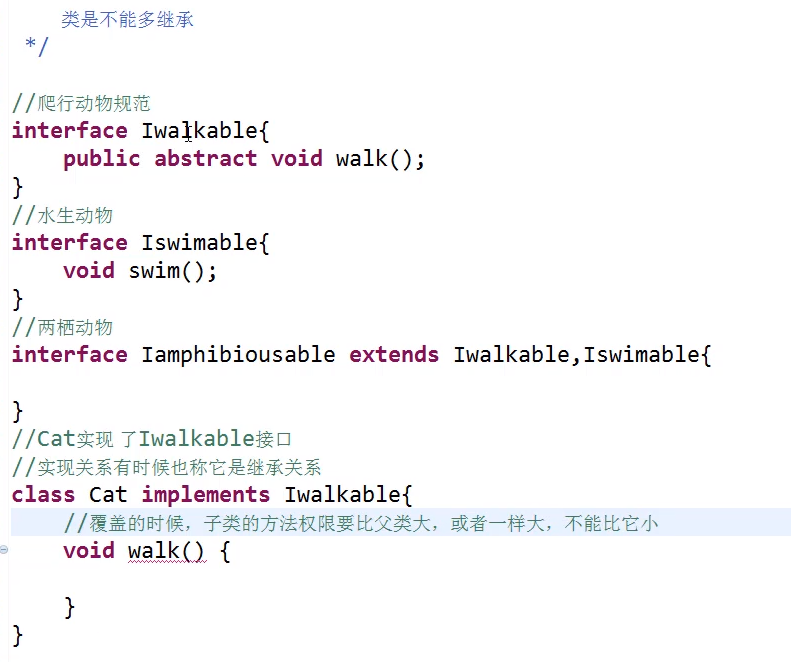 类是不能多继承
*/
//爬行动物规范
interface Iwalkable{
public abstract void walk();
}
//水生动物
interface Iswimable{
void swim();
}
//两栖动物
interface Iamphibiousable extends Iwalkable,Iswimable{
}
//Cat实现 了Iwalkable接口
//实现关系有时候也称它是继承关系
class Cat implements Iwalkable{
//覆盖的时候，子类的方法权限要比父类大，或者一样大，不能比它小
void walk() {
}
}